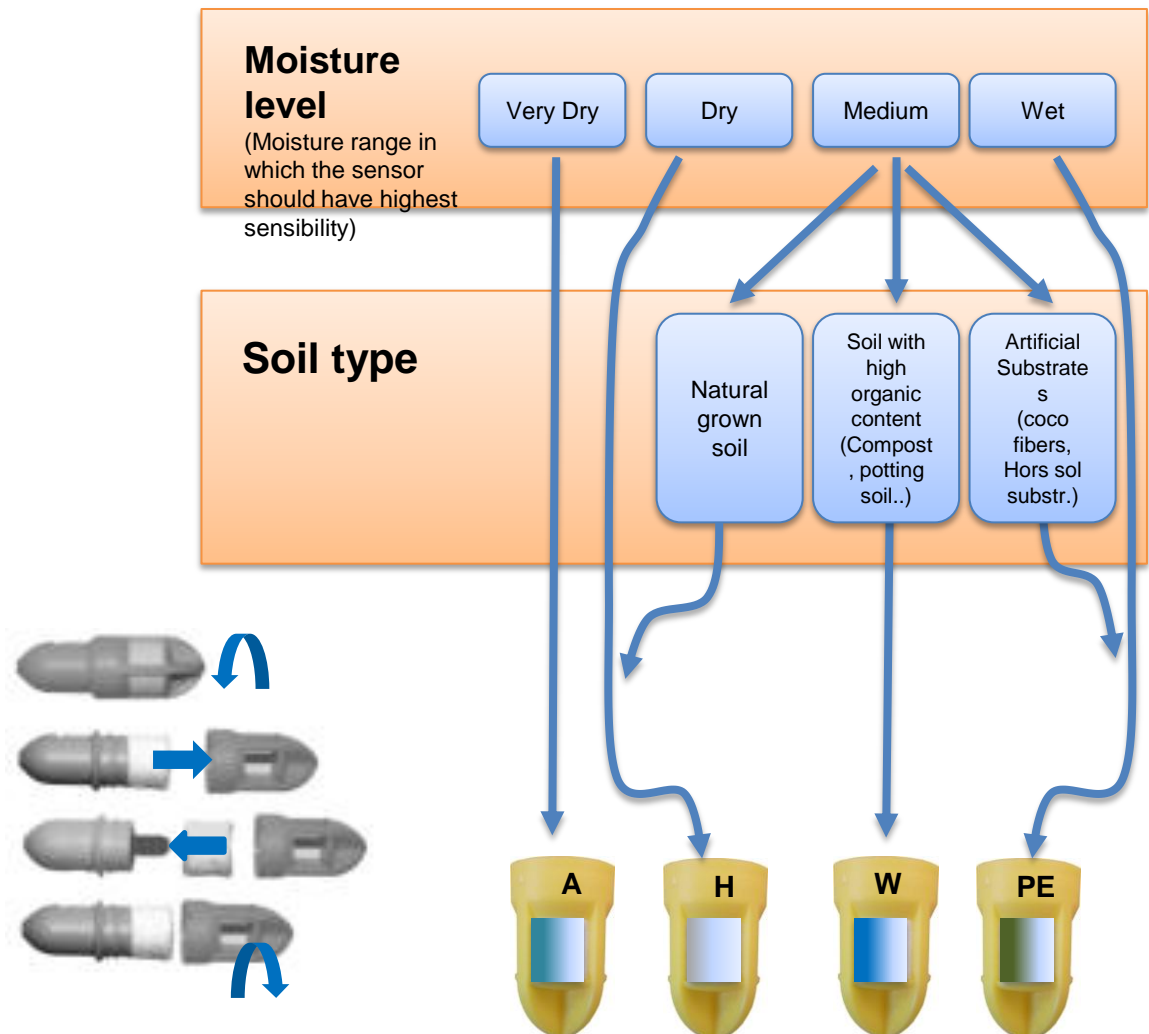 Moisture
level
(Moisture range in
which the sensor
should have highest
sensibility)
Very Dry
Dry
Medium
Wet
Soil type
Natural
grown
soil
Soil with
high
organic
content
(Compost
, potting
soil..)
Artificial
Substrate
s
(coco
fibers,
Hors sol
substr.)
A
H
W
PE